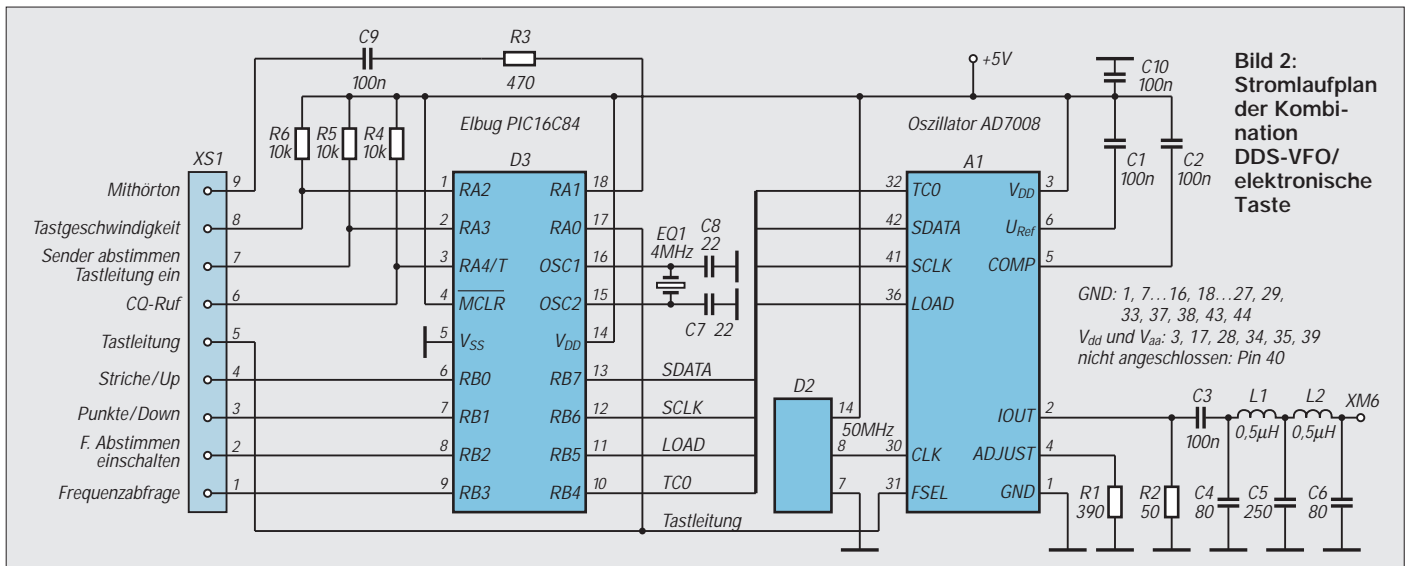 C9
100n
R3
470
+5V
C10
100n
Bild 2:
Stromlaufplan
der Kombi-
nation
DDS-VFO/
elektronische
Taste
R6
10k
R5
10k
R4
10k
Elbug PIC16C84
D3
Oszillator AD7008
A1
C1
100n
C2
100n
XS1
Mithörton 9
Tastgeschwindigkeit 8
Sender abstimmen
Tastleitung ein 7
CQ-Ruf 6
Tastleitung 5
Striche/Up 4
Punkte/Down 3
F. Abstimmen
einschalten 2
Frequenzabfrage 1
1 RA2 RA1 18
2 RA3 RA0 17
3 RA4/T OSC1 16
4 MCLR OSC2 15
5 VSS VDD 14
6 RB0 RB7 13 SDATA
7 RB1 RB6 12 SCLK
8 RB2 RB5 11 LOAD
9 RB3 RB4 10 TC0
Tastleitung
EQ1
4MHz
C8
22
C7 22
D2
14
50MHz
8
7
32 TC0 VDD 3
42 SDATA URef 6
41 SCLK COMP 5
36 LOAD
IOUT 2
30 CLK ADJUST 4
31 FSEL GND 1
GND: 1, 7...16, 18...27, 29,
33, 37, 38, 43, 44
Vdd und Vaa: 3, 17, 28, 34, 35, 39
nicht angeschlossen: Pin 40
C3
100n
L1
0,5µH
L2
0,5µH
XM6
R1
390
R2
50
C4
80
C5
250
C6
80